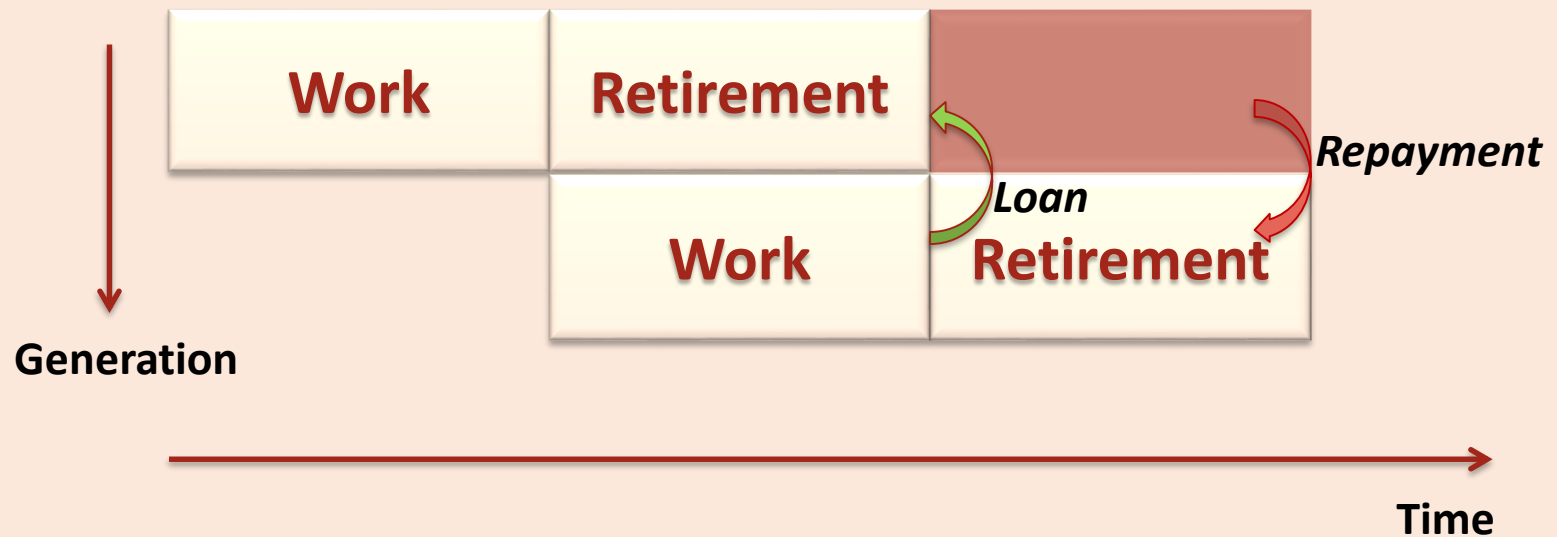 Work
Retirement
Repayment
Loan
Work
Retirement
Generation
Time